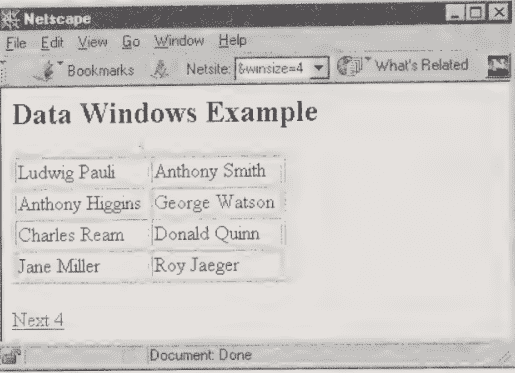 Netscape
File Edit View Go Window Help
Bookmarks Netsite: &winsize=4 What's Related
Data Windows Example
Ludwig Pauli Anthony Smith
Anthony Higgins George Watson
Charles Ream Donald Quinn
Jane Miller Roy Jaeger
Next 4
Document: Done